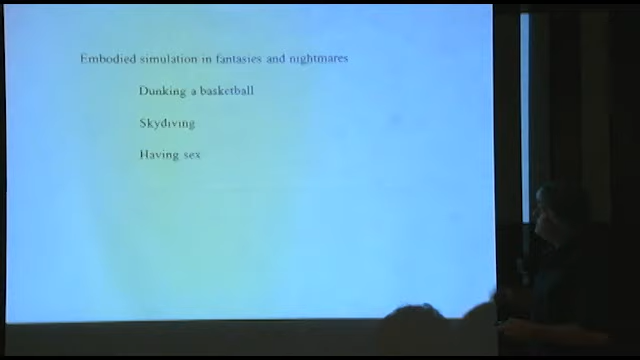 Embodied simulation in fantasies and nightmares
Dunking a basketball
Skydiving
Having sex